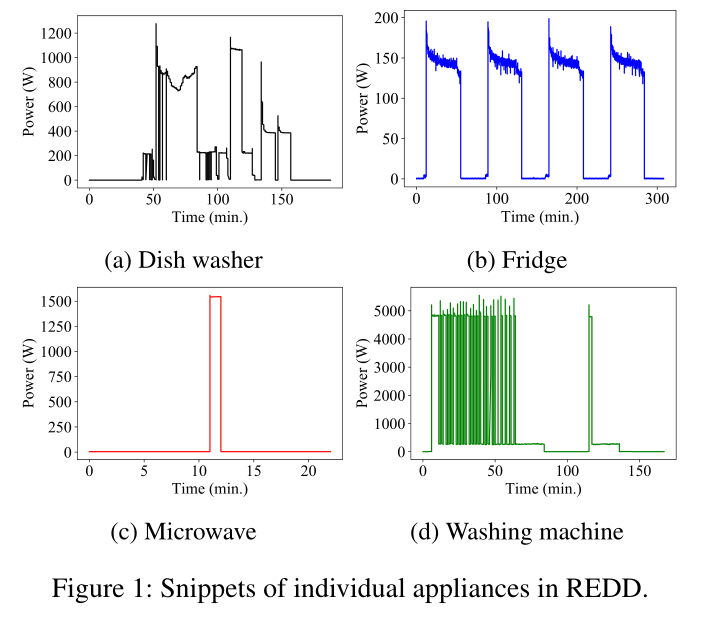 1200
1000
800
600
400
200
0
Power (W)
0 50 100 150
Time (min.)
(a) Dish washer
200
150
100
50
0
Power (W)
0 100 200 300
Time (min.)
(b) Fridge
1500
1250
1000
750
500
250
0
Power (W)
0 5 10 15 20
Time (min.)
(c) Microwave
5000
4000
3000
2000
1000
0
Power (W)
0 50 100 150
Time (min.)
(d) Washing machine
Figure 1: Snippets of individual appliances in REDD.